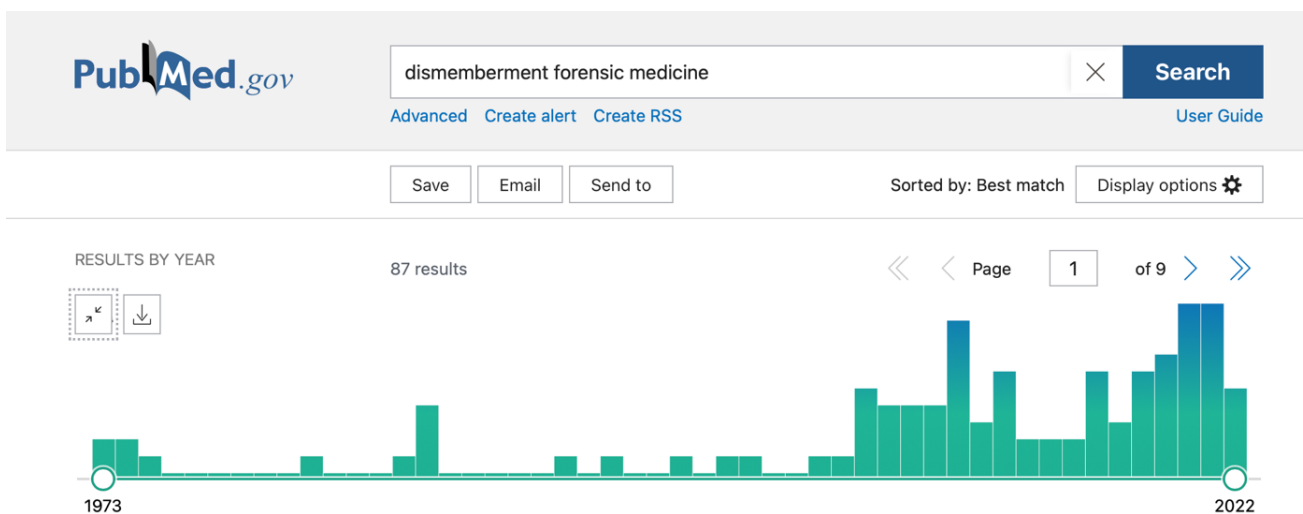 PubMed.gov
dismemberment forensic medicine
Search
Advanced Create alert Create RSS
User Guide
Save Email Send to
Sorted by: Best match Display options
RESULTS BY YEAR
87 results
Page 1 of 9
1973
2022